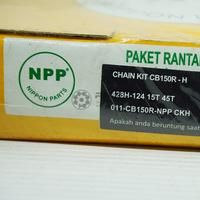 PAKET RANTAI
NPP
NIPPON PARTS
CHAIN KIT CB150R - H
428H-124 15T 45T
011-CB150R-NPP CKH
Apakah anda beruntung saat